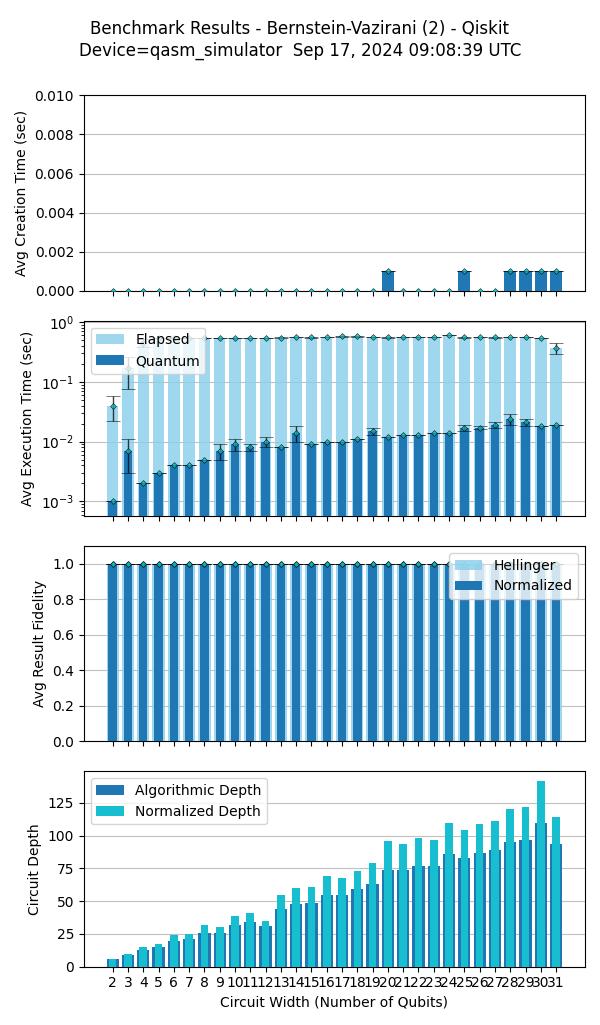 Benchmark Results - Bernstein-Vazirani (2) - Qiskit
Device=qasm_simulator  Sep 17, 2024 09:08:39 UTC
Avg Creation Time (sec)
0.010
0.008
0.006
0.004
0.002
0.000
Avg Execution Time (sec)
10⁰
10⁻¹
10⁻²
10⁻³
Elapsed
Quantum
Avg Result Fidelity
1.0
0.8
0.6
0.4
0.2
0.0
Hellinger
Normalized
Circuit Depth
125
100
75
50
25
0
Algorithmic Depth
Normalized Depth
2 3 4 5 6 7 8 9 10 11 12 13 14 15 16 17 18 19 20 21 22 23 24 25 26 27 28 29 30 31
Circuit Width (Number of Qubits)